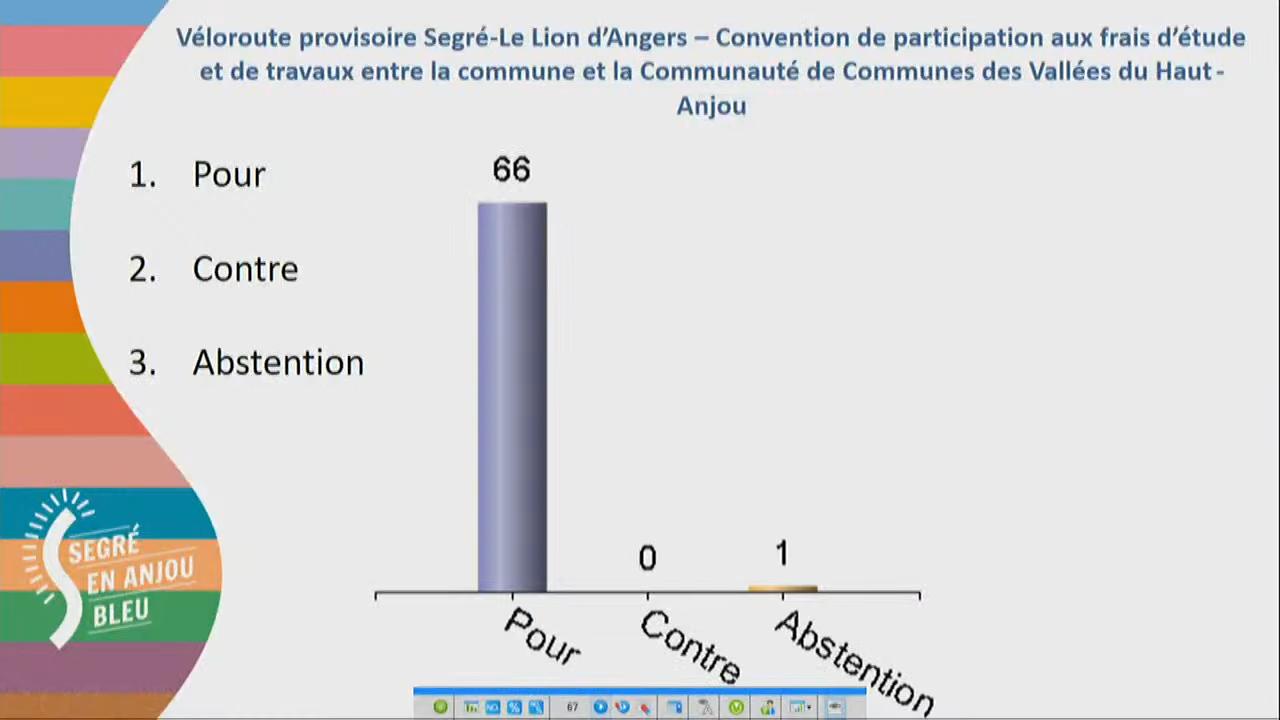 Véloroute provisoire Segré-Le Lion d'Angers – Convention de participation aux frais d'étude
et de travaux entre la commune et la Communauté de Communes des Vallées du Haut-
Anjou
1. Pour
2. Contre
3. Abstention
66
0
1
Pour
Contre
Abstention
SEGRÉ
EN ANJOU
BLEU
67